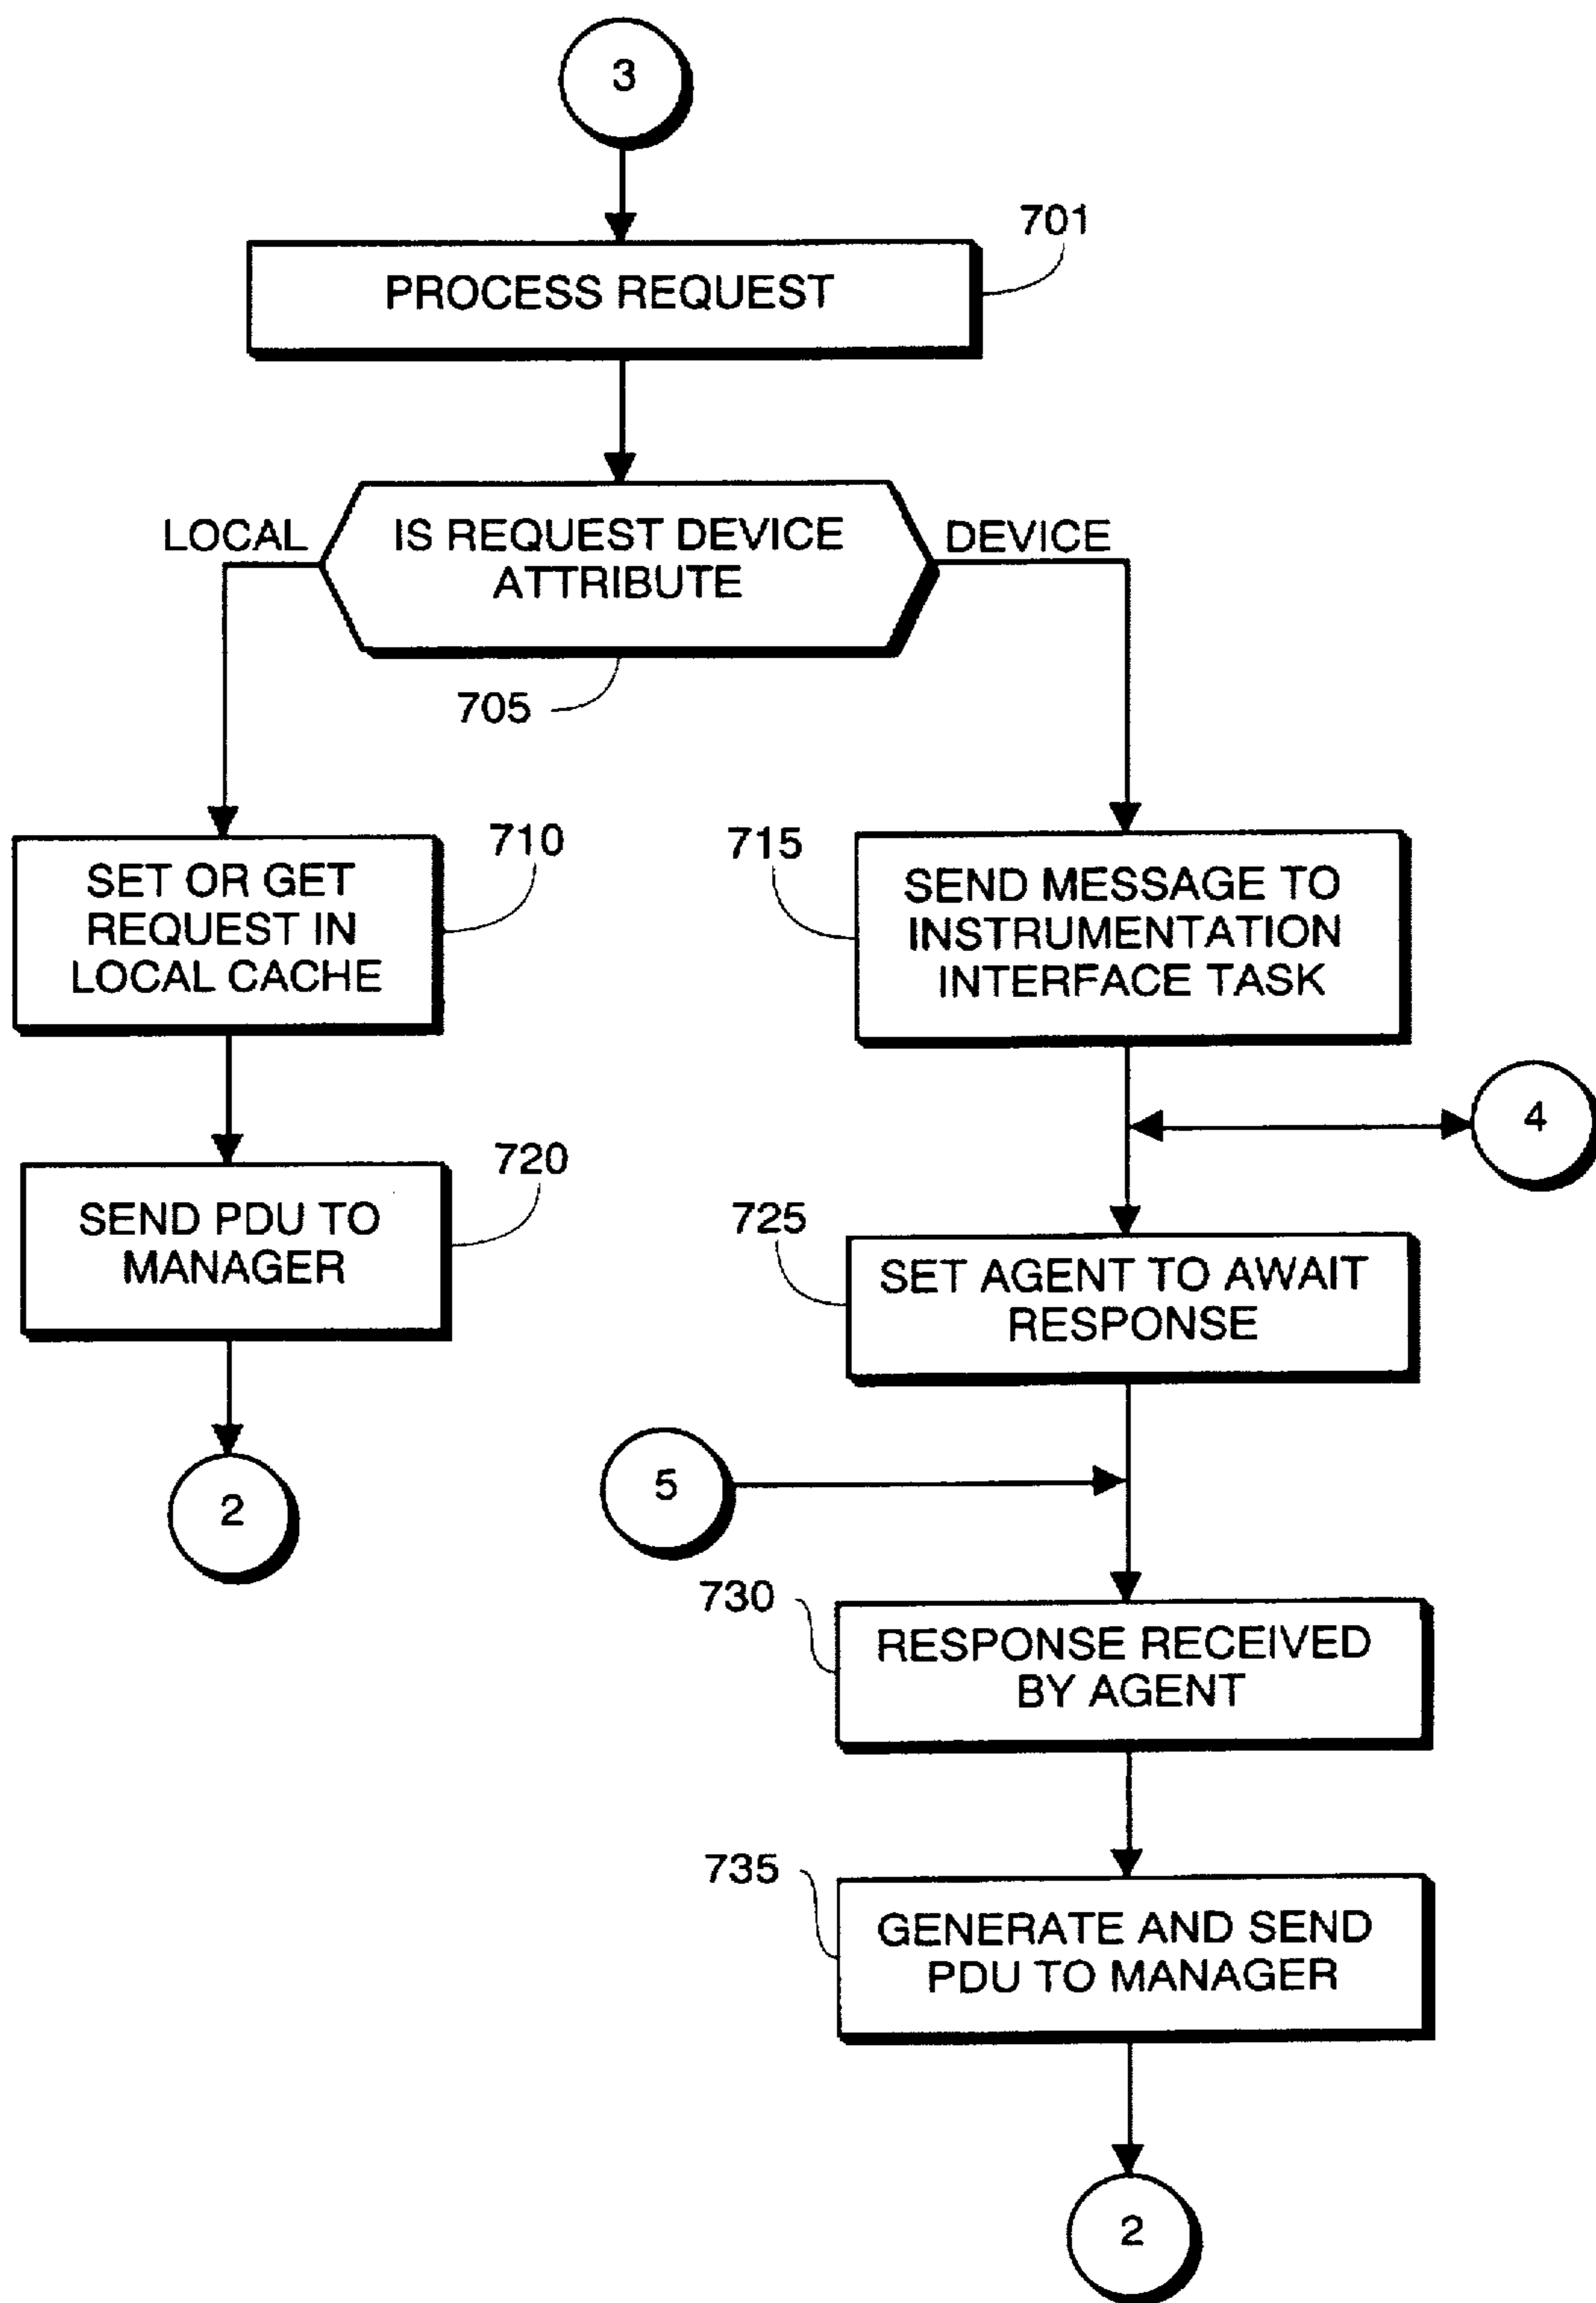 3
701
PROCESS REQUEST
LOCAL
IS REQUEST DEVICE
ATTRIBUTE
DEVICE
705
710
SET OR GET
REQUEST IN
LOCAL CACHE
715
SEND MESSAGE TO
INSTRUMENTATION
INTERFACE TASK
4
720
SEND PDU TO
MANAGER
725
SET AGENT TO AWAIT
RESPONSE
2
5
730
RESPONSE RECEIVED
BY AGENT
735
GENERATE AND SEND
PDU TO MANAGER
2